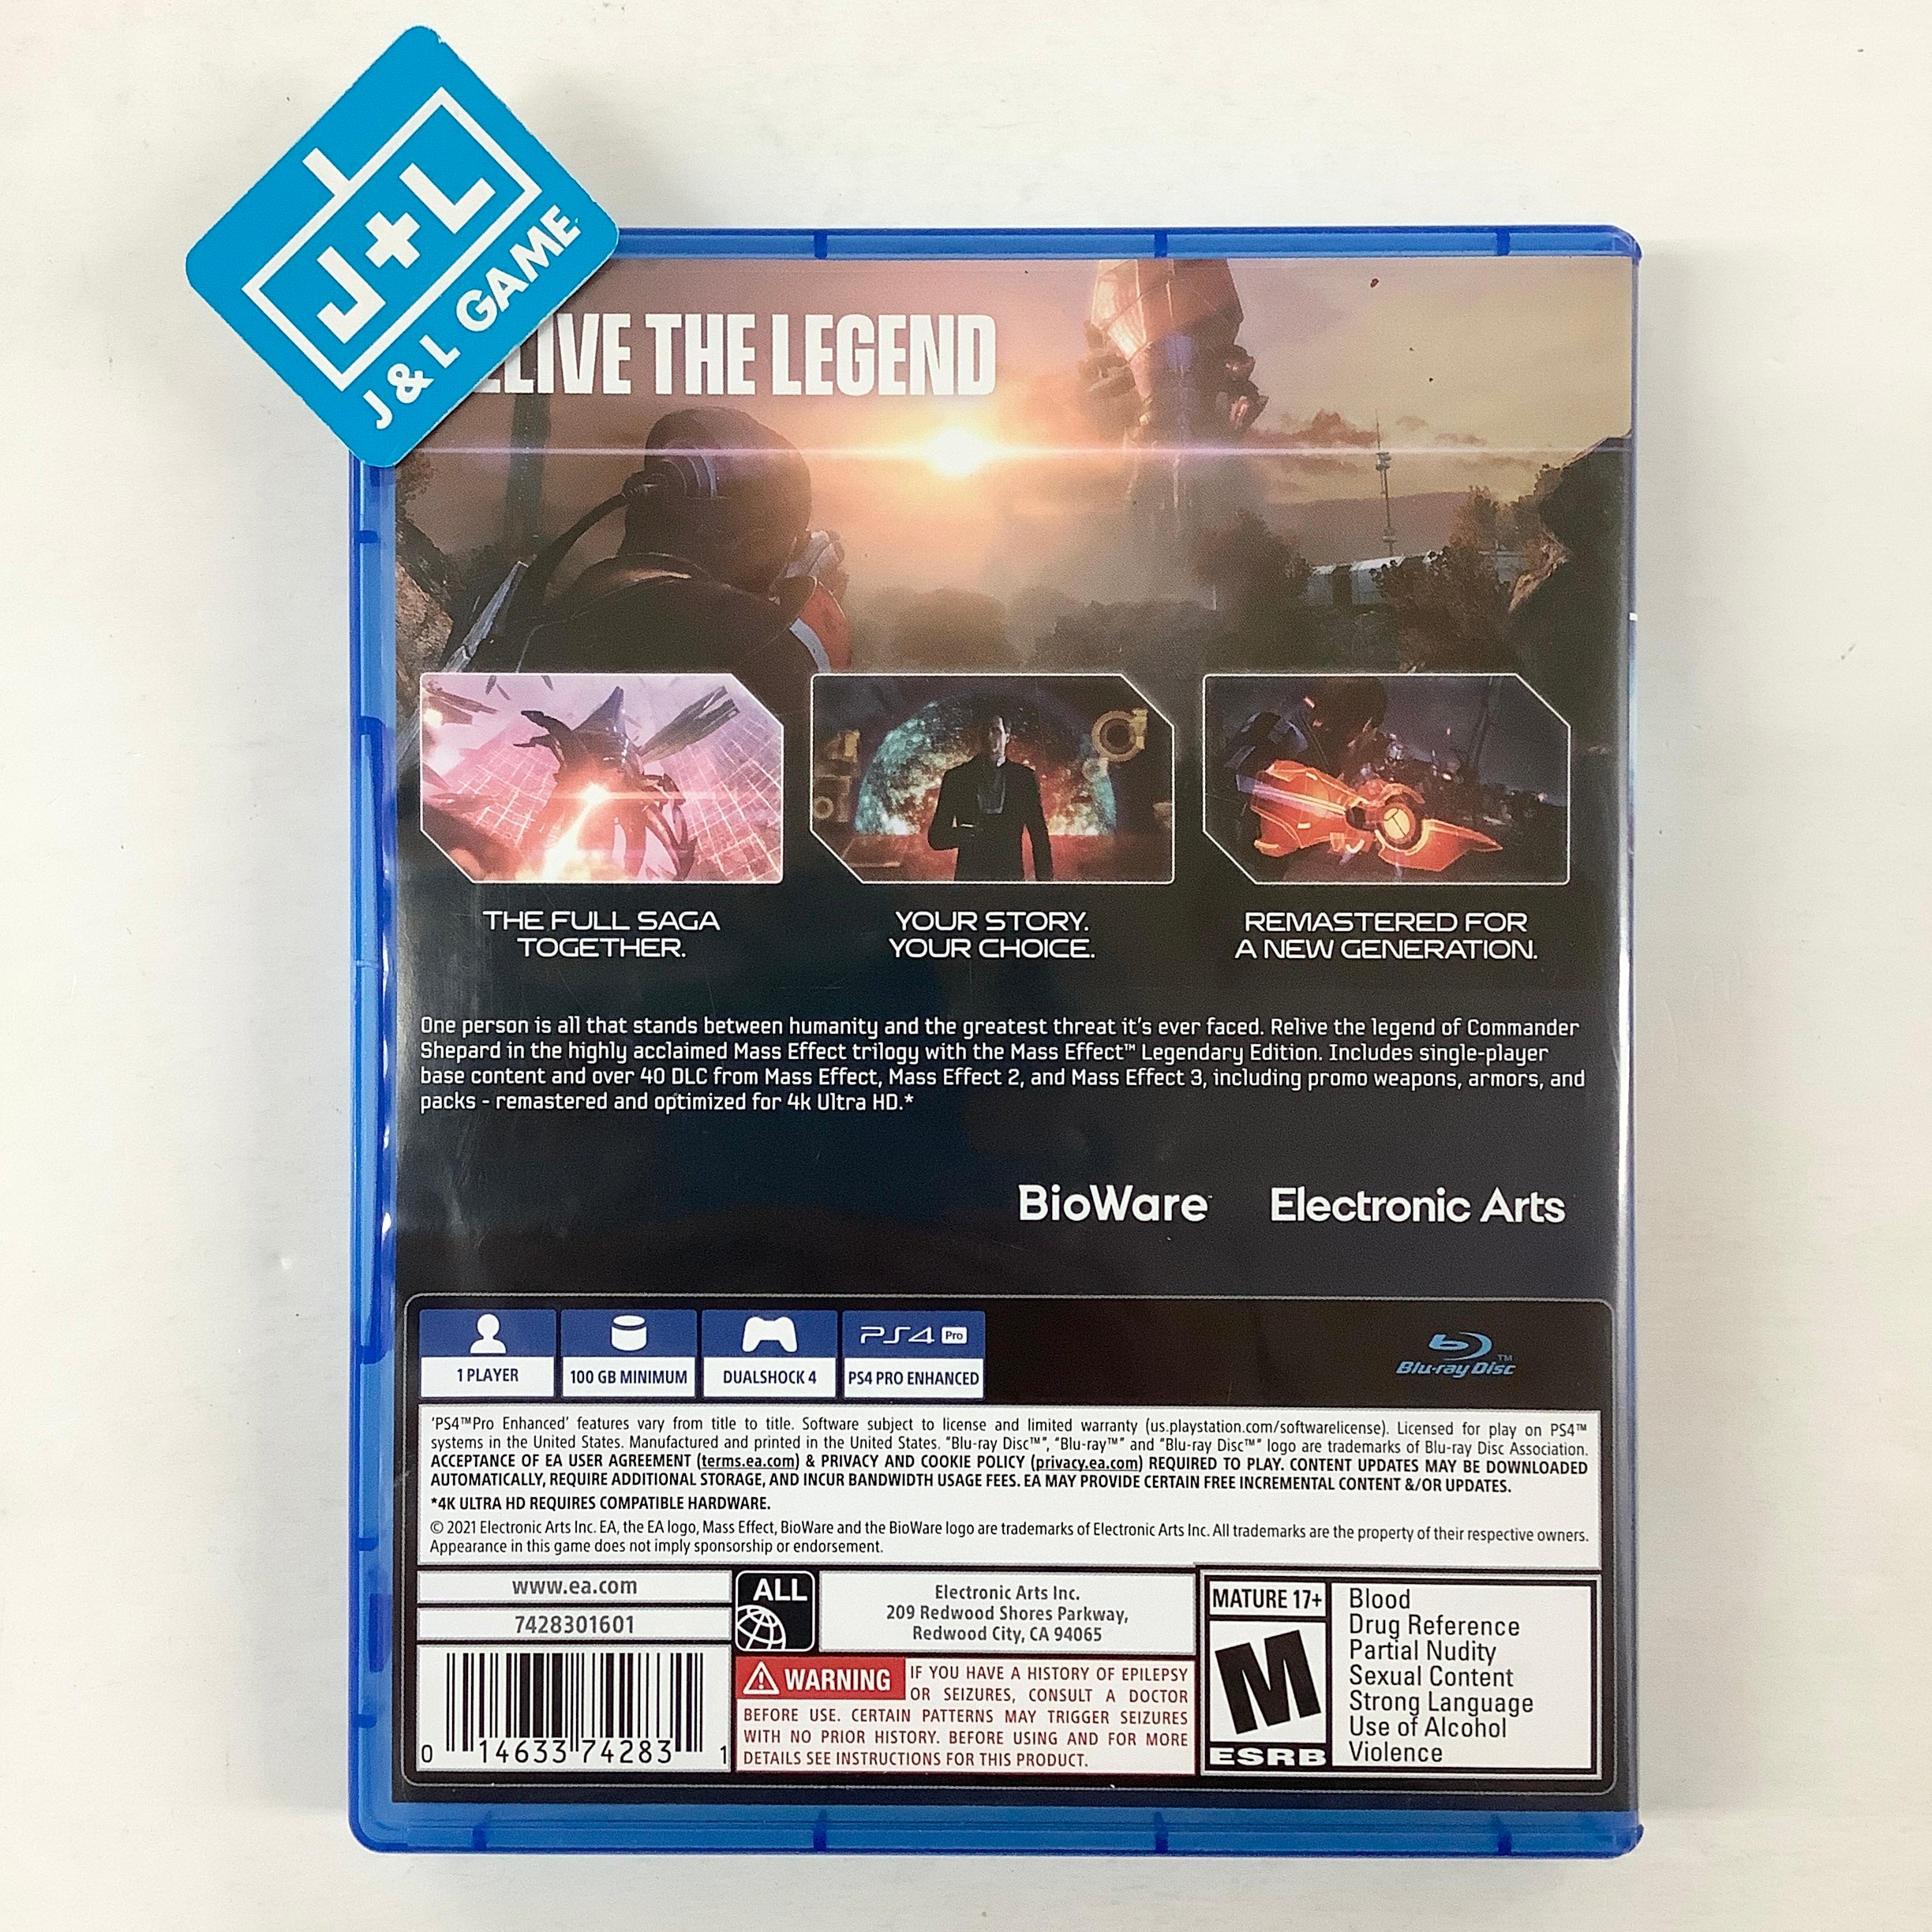 J+L
J & L GAME
LIVE THE LEGEND
THE FULL SAGA
TOGETHER.
YOUR STORY.
YOUR CHOICE.
REMASTERED FOR
A NEW GENERATION.
One person is all that stands between humanity and the greatest threat it's ever faced. Relive the legend of Commander
Shepard in the highly acclaimed Mass Effect trilogy with the Mass Effect™ Legendary Edition. Includes single-player
base content and over 40 DLC from Mass Effect, Mass Effect 2, and Mass Effect 3, including promo weapons, armors, and
packs - remastered and optimized for 4k Ultra HD.*
BioWare
Electronic Arts
PS4 Pro
1 PLAYER
100 GB MINIMUM
DUALSHOCK 4
PS4 PRO ENHANCED
Blu-ray Disc™
'PS4™Pro Enhanced' features vary from title to title. Software subject to license and limited warranty (us.playstation.com/softwarelicense). Licensed for play on PS4™
systems in the United States. Manufactured and printed in the United States. "Blu-ray Disc™", "Blu-ray™" and "Blu-ray Disc™" logo are trademarks of Blu-ray Disc Association.
ACCEPTANCE OF EA USER AGREEMENT (terms.ea.com) & PRIVACY AND COOKIE POLICY (privacy.ea.com) REQUIRED TO PLAY. CONTENT UPDATES MAY BE DOWNLOADED
AUTOMATICALLY, REQUIRE ADDITIONAL STORAGE, AND INCUR BANDWIDTH USAGE FEES. EA MAY PROVIDE CERTAIN FREE INCREMENTAL CONTENT &/OR UPDATES.
*4K ULTRA HD REQUIRES COMPATIBLE HARDWARE.
© 2021 Electronic Arts Inc. EA, the EA logo, Mass Effect, BioWare and the BioWare logo are trademarks of Electronic Arts Inc. All trademarks are the property of their respective owners.
Appearance in this game does not imply sponsorship or endorsement.
www.ea.com
7428301601
0 14633 74283 1
ALL
Electronic Arts Inc.
209 Redwood Shores Parkway,
Redwood City, CA 94065
WARNING IF YOU HAVE A HISTORY OF EPILEPSY
OR SEIZURES, CONSULT A DOCTOR
BEFORE USE. CERTAIN PATTERNS MAY TRIGGER SEIZURES
WITH NO PRIOR HISTORY. BEFORE USING AND FOR MORE
DETAILS SEE INSTRUCTIONS FOR THIS PRODUCT.
MATURE 17+
M
ESRB
Blood
Drug Reference
Partial Nudity
Sexual Content
Strong Language
Use of Alcohol
Violence